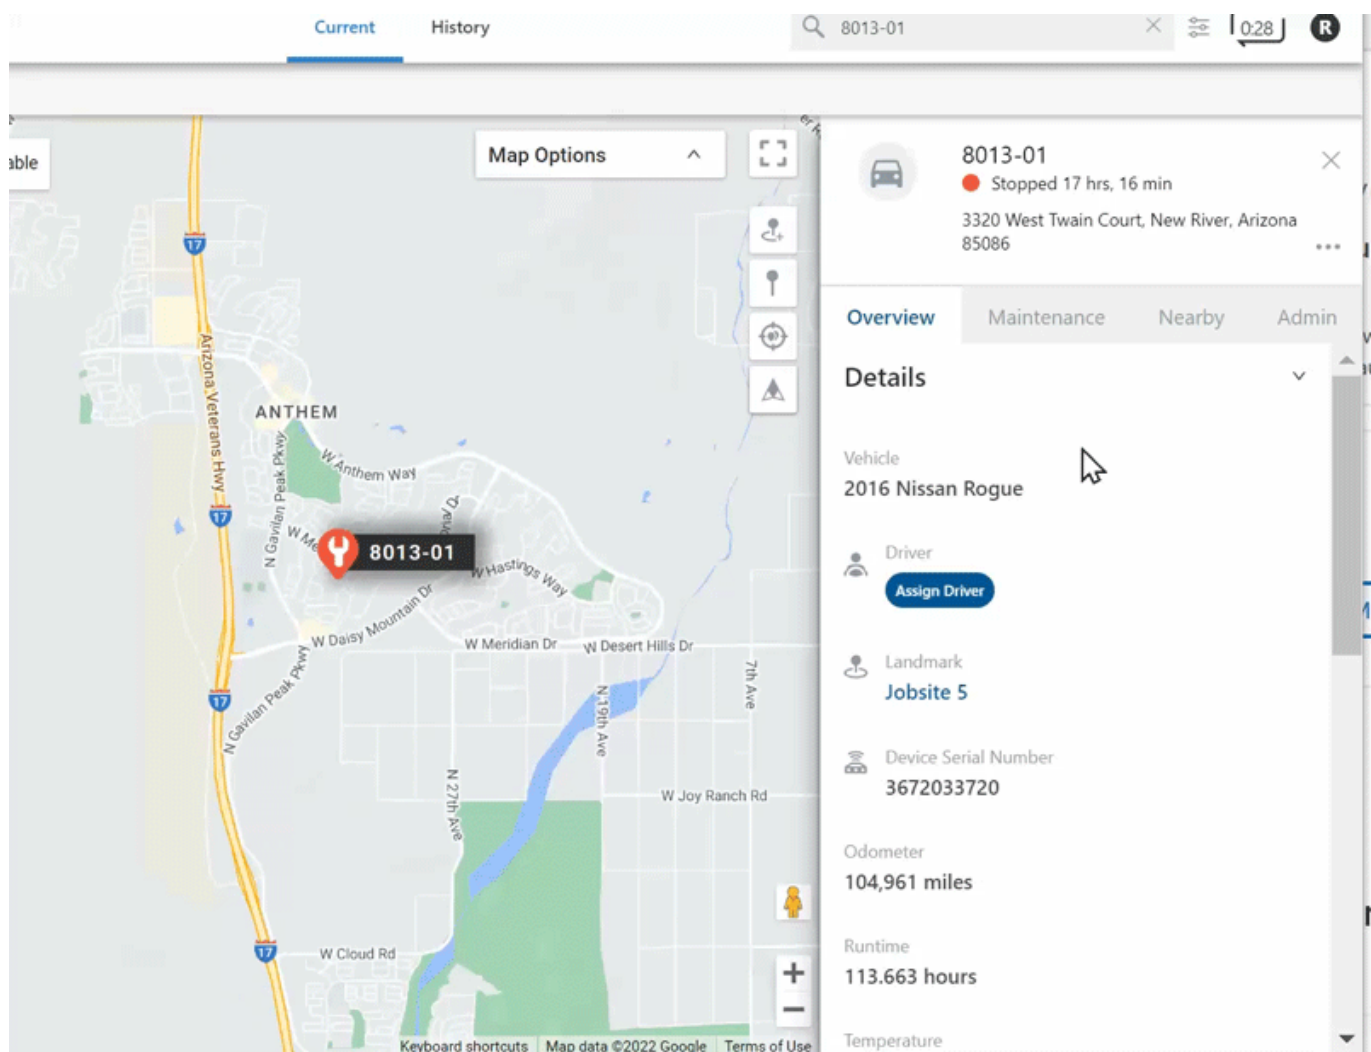 Current
History
8013-01
0:28
R
Map Options
8013-01
Stopped 17 hrs, 16 min
3320 West Twain Court, New River, Arizona
85086
Overview
Maintenance
Nearby
Admin
Details
Vehicle
2016 Nissan Rogue
Driver
Assign Driver
Landmark
Jobsite 5
Device Serial Number
3672033720
Odometer
104,961 miles
Runtime
113.663 hours
Temperature
17
Arizona Veterans Hwy
ANTHEM
N Gavilan Peak Pkwy
W Anthem Way
17
8013-01
W Hastings Way
W Daisy Mountain Dr
W Meridian Dr
W Desert Hills Dr
N Gavilan Peak Pkwy
17
7th Ave
N 19th Ave
N 27th Ave
W Joy Ranch Rd
17
W Cloud Rd
Keyboard shortcuts
Map data ©2022 Google
Terms of Use